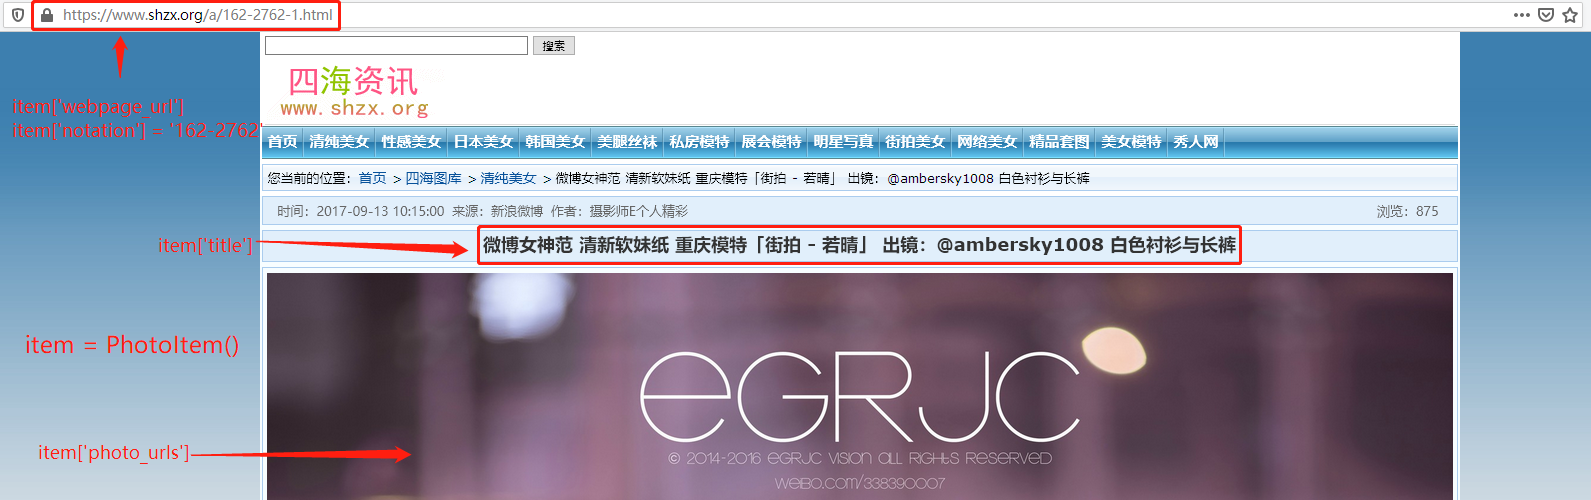 https://www.shzx.org/a/162-2762-1.html
搜索
四海资讯
www.shzx.org
item['webpage_url']
item['notation'] = '162-2762'
首页 清纯美女 性感美女 日本美女 韩国美女 美腿丝袜 私房模特 展会模特 明星写真 街拍美女 网络美女 精品套图 美女模特 秀人网
您当前的位置：首页 > 四海图库 > 清纯美女 > 微博女神范 清新软妹纸 重庆模特「街拍 - 若晴」 出镜：@ambersky1008 白色衬衫与长裤
时间：2017-09-13 10:15:00 来源：新浪微博 作者：摄影师E个人精彩 浏览：875
item['title']
微博女神范 清新软妹纸 重庆模特「街拍 - 若晴」 出镜：@ambersky1008 白色衬衫与长裤
item = PhotoItem()
eGRJC
item['photo_urls']
© 2014-2016 eGRJC VISION ALL RIGHTS RESERVED
WEIBO.COM/338390007